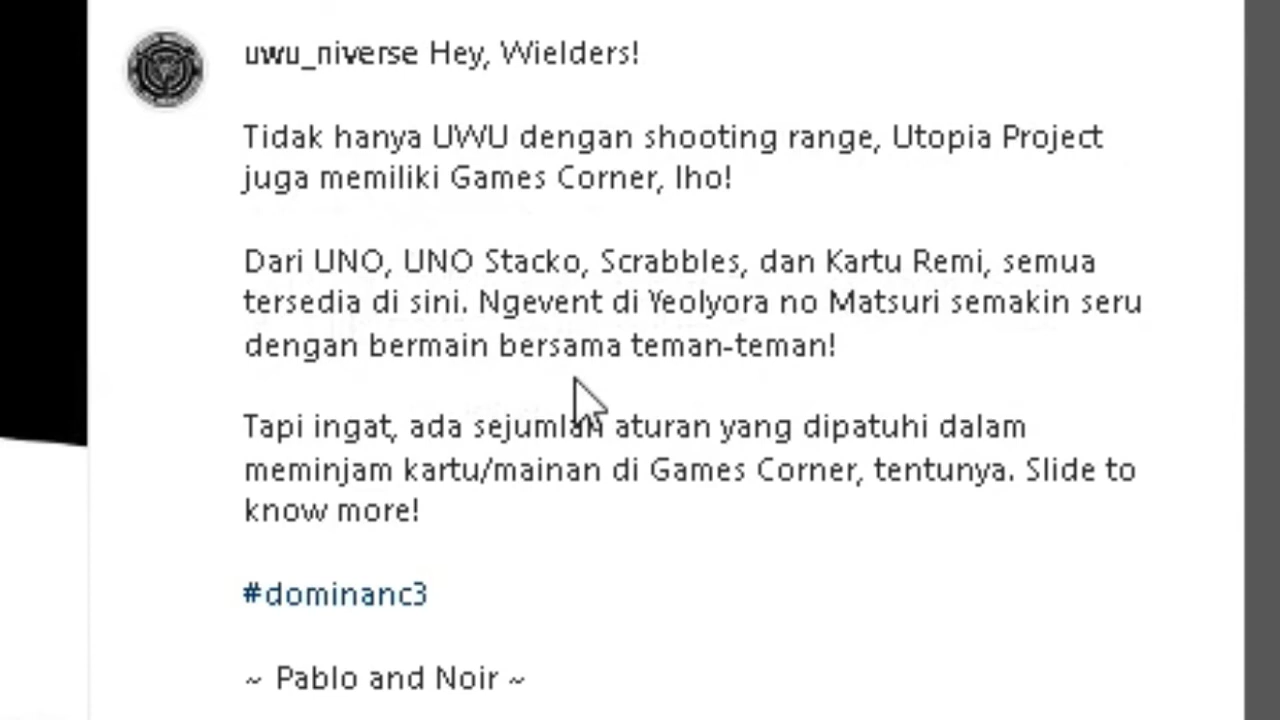 uwu_niverse Hey, Wielders!
Tidak hanya UWU dengan shooting range, Utopia Project
juga memiliki Games Corner, lho!
Dari UNO, UNO Stacko, Scrabbles, dan Kartu Remi, semua
tersedia di sini. Ngevent di Yeolyora no Matsuri semakin seru
dengan bermain bersama teman-teman!
Tapi ingat, ada sejumlah aturan yang dipatuhi dalam
meminjam kartu/mainan di Games Corner, tentunya. Slide to
know more!
#dominanc3
~ Pablo and Noir ~